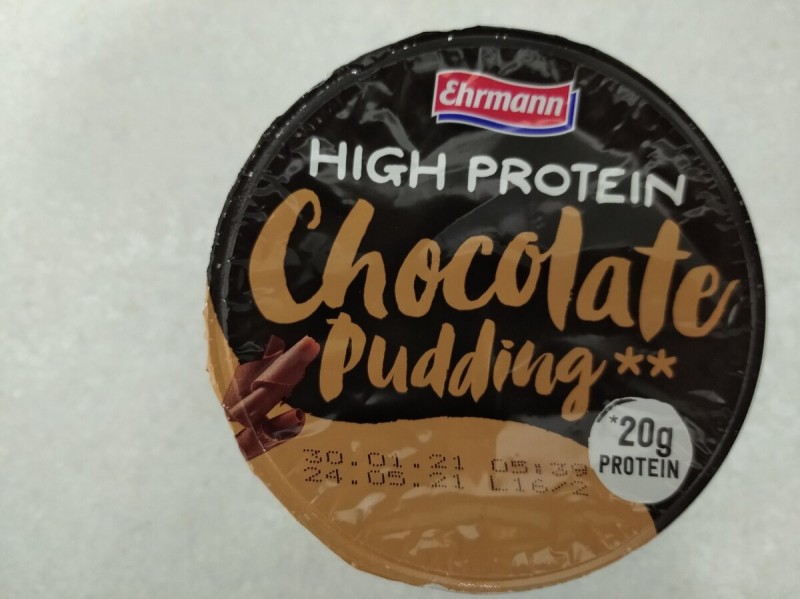 Ehrmann
HIGH PROTEIN
Chocolate
Pudding**
*20g
PROTEIN
30.01.21 05:39
24.05.21 L16/2